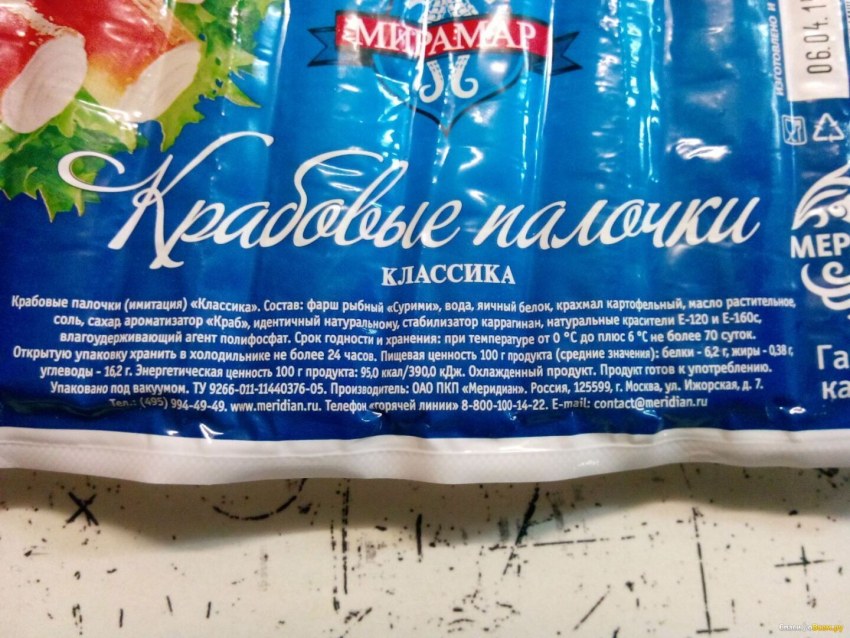 МИРАМАР
ИЗГОТОВЛЕНО И
06.04.1
Крабовые палочки
КЛАССИКА
МЕР
Крабовые палочки (имитация) «Классика». Состав: фарш рыбный «Сурими», вода, яичный белок, крахмал картофельный, масло растительное,
соль, сахар, ароматизатор «Краб», идентичный натуральному, стабилизатор каррагинан, натуральные красители Е-120 и Е-160с,
влагоудерживающий агент полифосфат. Срок годности и хранения: при температуре от 0 °С до плюс 6 °С не более 70 суток.
Открытую упаковку хранить в холодильнике не более 24 часов. Пищевая ценность 100 г продукта (средние значения): белки - 6,2 г, жиры - 0,38 г,
углеводы - 16,2 г. Энергетическая ценность 100 г продукта: 95,0 ккал/390,0 кДж. Охлажденный продукт. Продукт готов к употреблению.
Упаковано под вакуумом. ТУ 9266-011-11440376-05. Производитель: ОАО ПКП «Меридиан». Россия, 125599, г. Москва, ул. Ижорская, д. 7.
Тел.: (495) 994-49-49. www.meridian.ru. Телефон «горячей линии» 8-800-100-14-22. E-mail: contact@meridian.ru
Га
ка